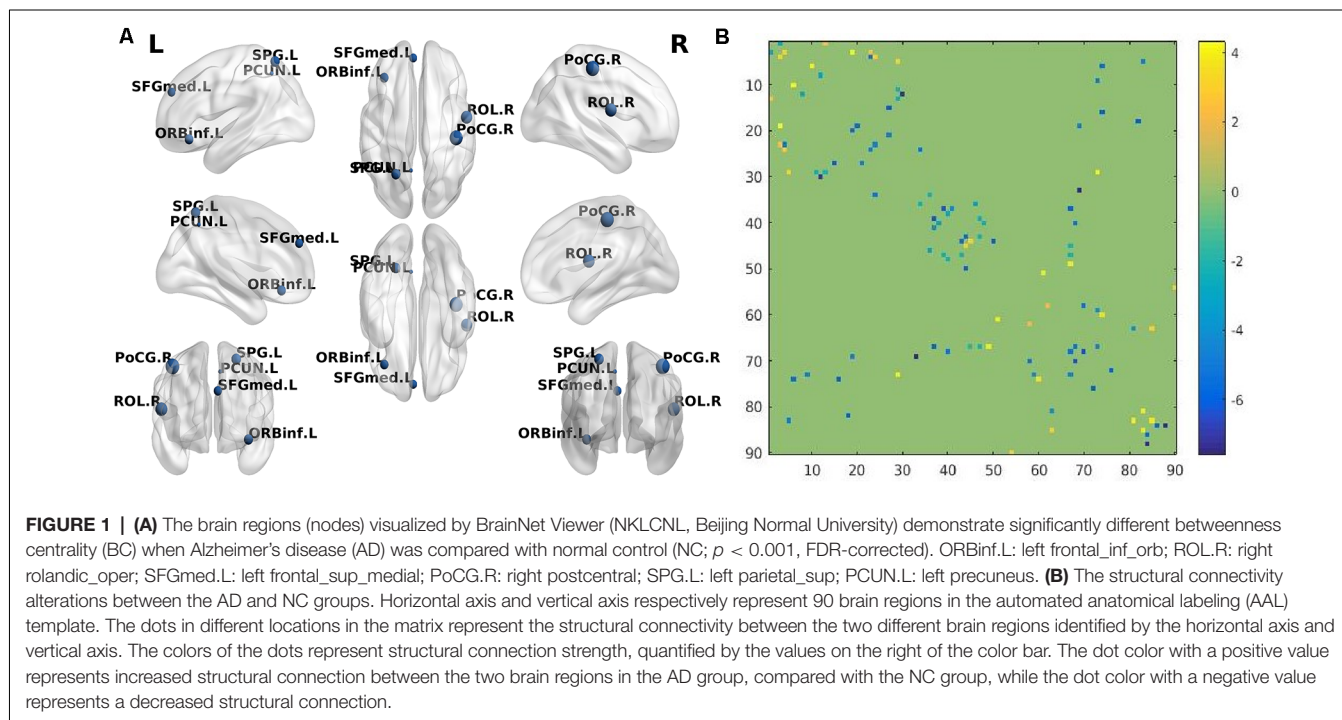 A
L
R
B
SPG.L
PCUN.L
SFGmed.L
ORBinf.L
SFGmed.L
ORBinf.L
ROL.R
PoCG.R
SPG.L
PCUN.L
PoCG.R
ROL.R
SPG.L
PCUN.L
SFGmed.L
ORBinf.L
SPG.L
PCUN.L
PoCG.R
ROL.R
ORBinf.L
SFGmed.L
PoCG.R
ROL.R
PoCG.R
SPG.L
PCUN.L
SFGmed.L
ROL.R
ORBinf.L
SPG.L
PCUN.L
SFGmed.L
PoCG.R
ROL.R
ORBinf.L
10
20
30
40
50
60
70
80
90
10 20 30 40 50 60 70 80 90
4
2
0
-2
-4
-6
FIGURE 1 | (A) The brain regions (nodes) visualized by BrainNet Viewer (NKLCNL, Beijing Normal University) demonstrate significantly different betweenness
centrality (BC) when Alzheimer's disease (AD) was compared with normal control (NC; p < 0.001, FDR-corrected). ORBinf.L: left frontal_inf_orb; ROL.R: right
rolandic_oper; SFGmed.L: left frontal_sup_medial; PoCG.R: right postcentral; SPG.L: left parietal_sup; PCUN.L: left precuneus. (B) The structural connectivity
alterations between the AD and NC groups. Horizontal axis and vertical axis respectively represent 90 brain regions in the automated anatomical labeling (AAL)
template. The dots in different locations in the matrix represent the structural connectivity between the two different brain regions identified by the horizontal axis and
vertical axis. The colors of the dots represent structural connection strength, quantified by the values on the right of the color bar. The dot color with a positive value
represents increased structural connection between the two brain regions in the AD group, compared with the NC group, while the dot color with a negative value
represents a decreased structural connection.